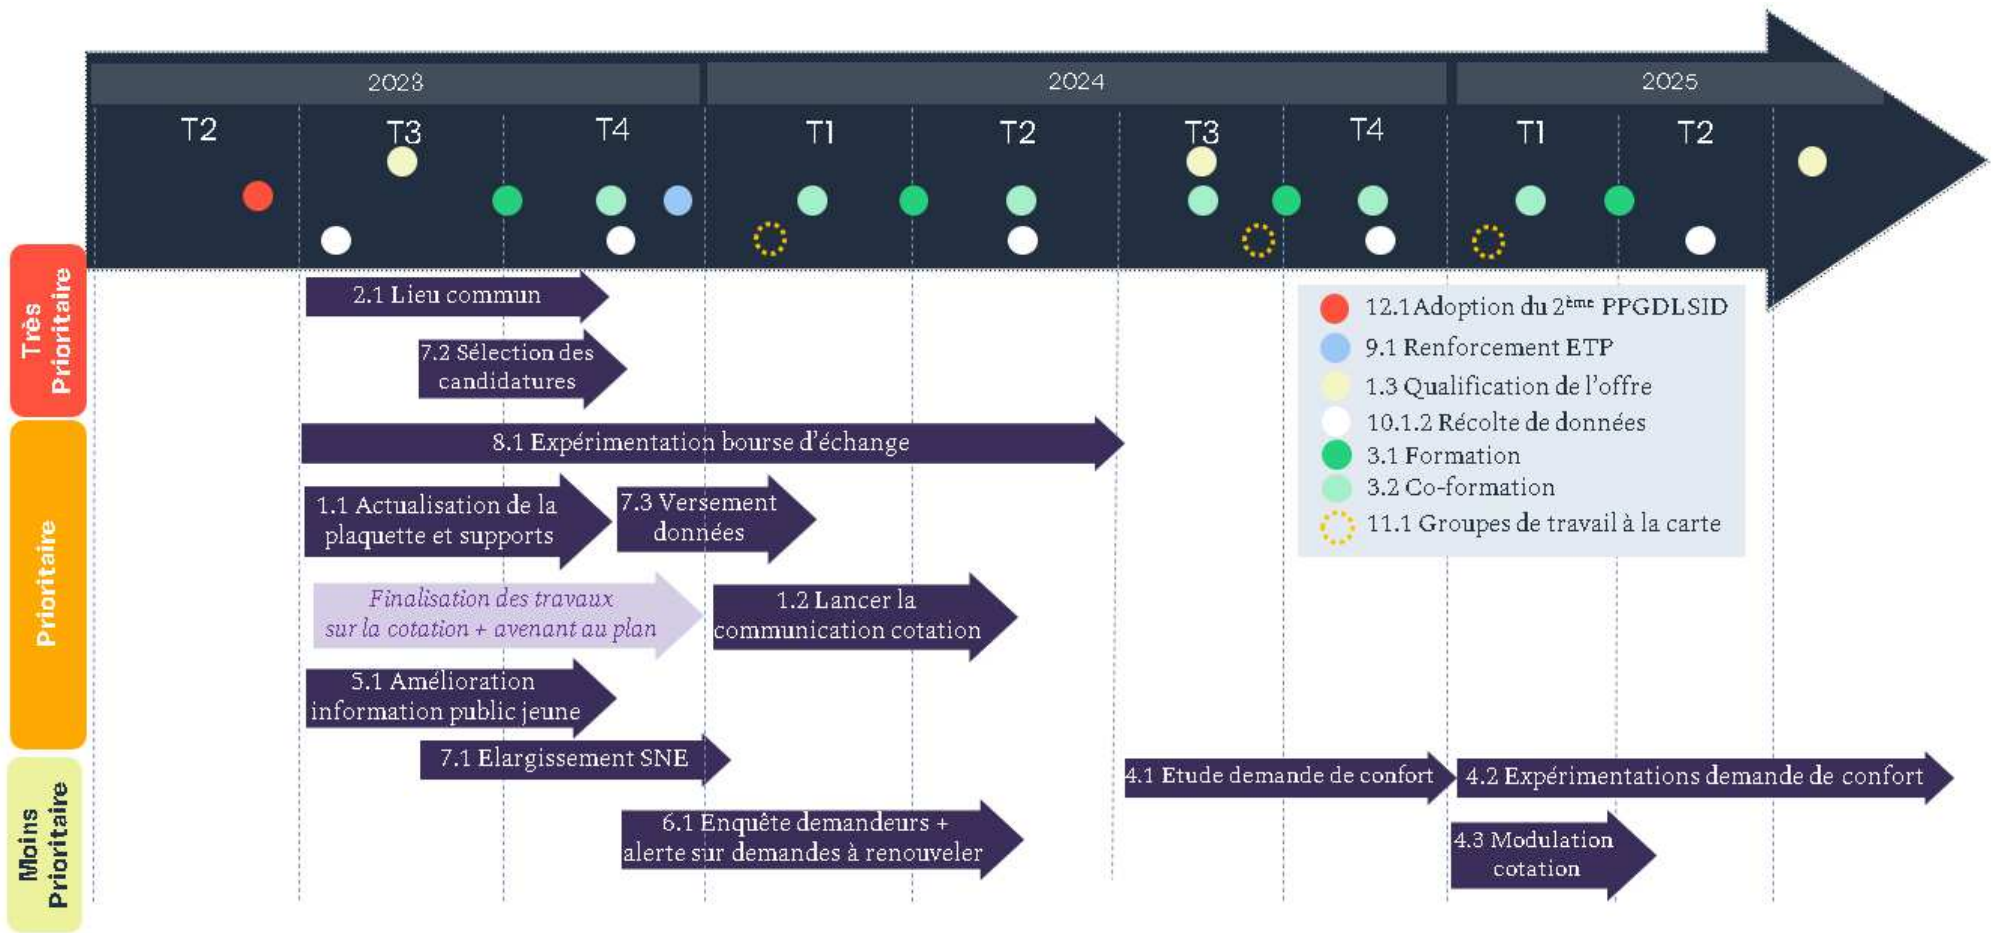 2023
2024
2025
T2
T3
T4
T1
T2
T3
T4
T1
T2
Très
Prioritaire
2.1 Lieu commun
7.2 Sélection des
candidatures
12.1 Adoption du 2ème PPGDLSID
9.1 Renforcement ETP
1.3 Qualification de l'offre
10.1.2 Récolte de données
3.1 Formation
3.2 Co-formation
11.1 Groupes de travail à la carte
Prioritaire
8.1 Expérimentation bourse d'échange
1.1 Actualisation de la
plaquette et supports
7.3 Versement
données
Finalisation des travaux
sur la cotation + avenant au plan
1.2 Lancer la
communication cotation
5.1 Amélioration
information public jeune
Moins
Prioritaire
7.1 Elargissement SNE
4.1 Etude demande de confort
4.2 Expérimentations demande de confort
6.1 Enquête demandeurs +
alerte sur demandes à renouveler
4.3 Modulation
cotation